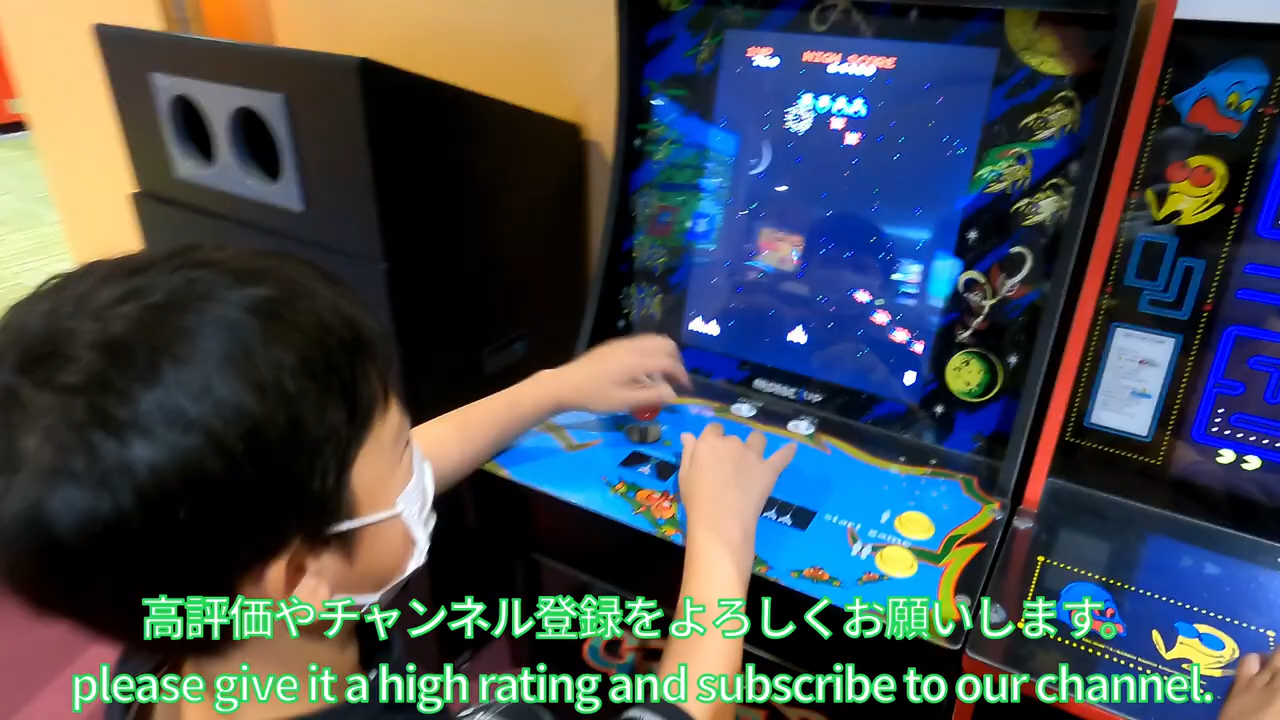 1UP HIGH SCORE
start game
高評価やチャンネル登録をよろしくお願いします。
please give it a high rating and subscribe to our channel.